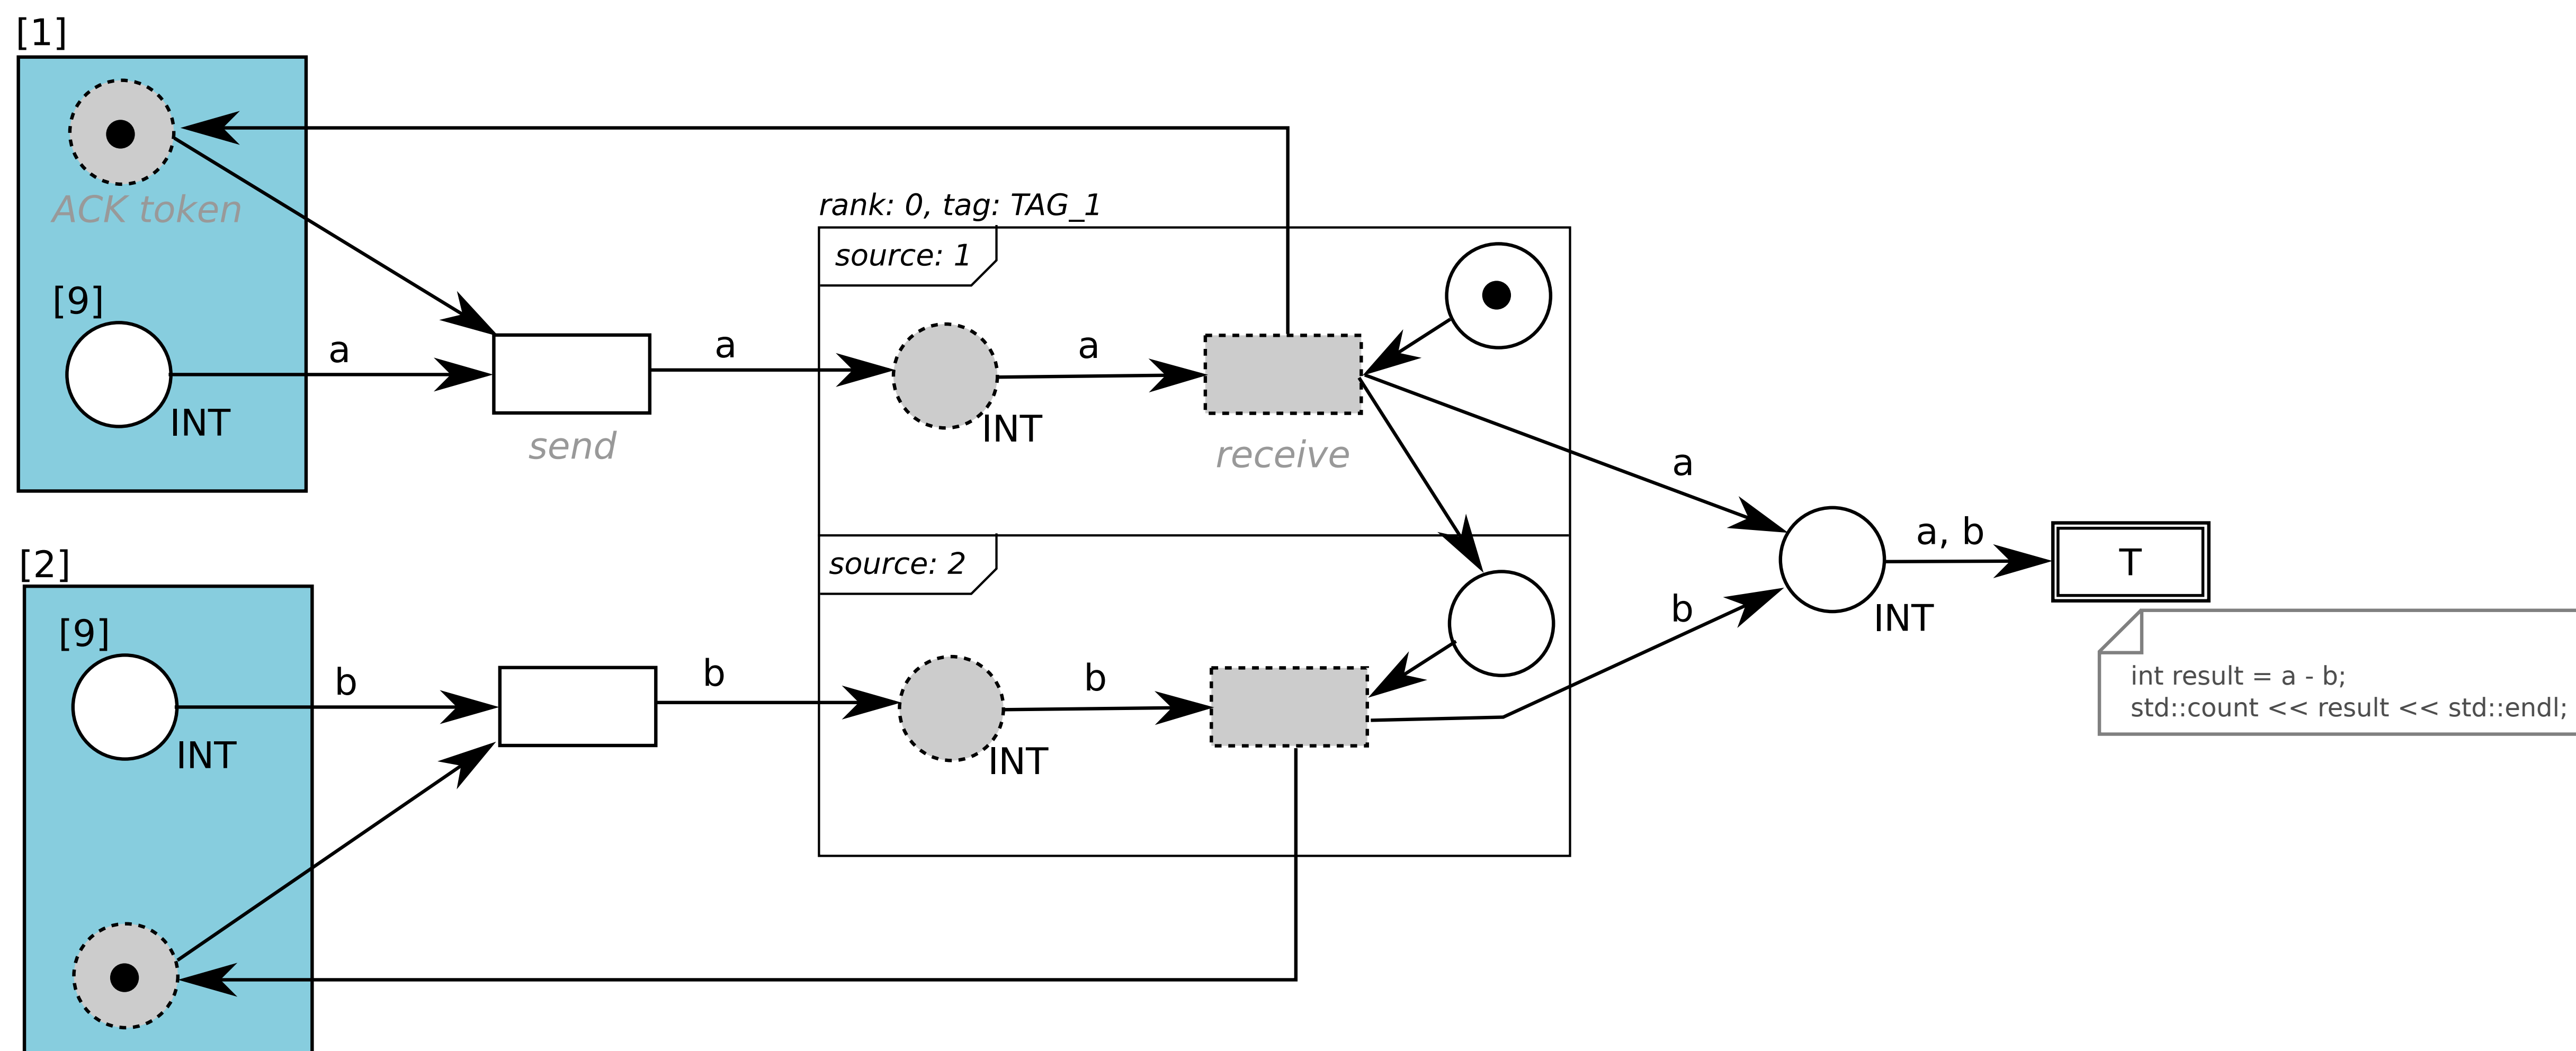 [1]
ACK token
[9]
a
INT
send
a
rank: 0, tag: TAG_1
source: 1
a
INT
receive
a
[2]
[9]
b
INT
b
source: 2
b
INT
b
INT
a, b
T
int result = a - b;
std::count << result << std::endl;